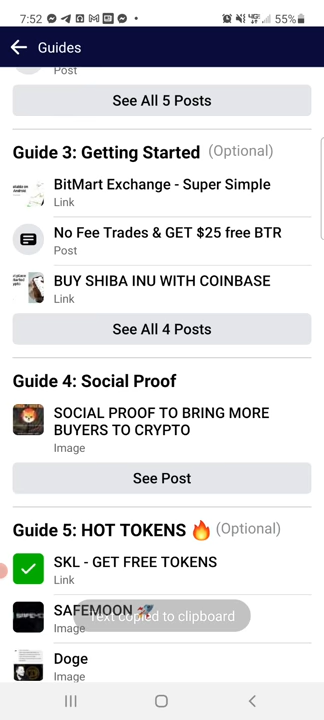 7:52
55%
Guides
Post
See All 5 Posts
Guide 3: Getting Started (Optional)
BitMart Exchange - Super Simple
Link
No Fee Trades & GET $25 free BTR
Post
BUY SHIBA INU WITH COINBASE
Link
See All 4 Posts
Guide 4: Social Proof
SOCIAL PROOF TO BRING MORE
BUYERS TO CRYPTO
Image
See Post
Guide 5: HOT TOKENS 🔥 (Optional)
SKL - GET FREE TOKENS
Link
SAFEMOON 🚀
Text copied to clipboard
Image
Doge
Image